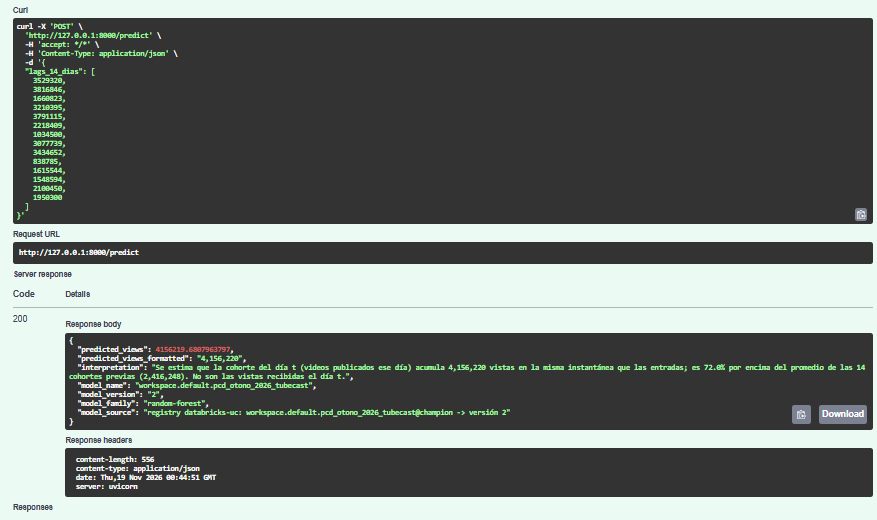 Curl
curl -X 'POST' \
'http://127.0.0.1:8000/predict' \
-H 'accept: */*' \
-H 'Content-Type: application/json' \
-d '{
"lags_14_dias": [
3529320,
3816846,
1660823,
3210395,
3791115,
2218409,
1034500,
3077739,
3434652,
838785,
1615544,
1548594,
2100450,
1950300
]
}'
Request URL
http://127.0.0.1:8000/predict
Server response
Code Details
200
Response body
{
"predicted_views": 4156219.6807963797,
"predicted_views_formatted": "4,156,220",
"interpretation": "Se estima que la cohorte del día t (videos publicados ese día) acumula 4,156,220 vistas en la misma instantánea que las entradas; es 72.0% por encima del promedio de las 14
cohortes previas (2,416,248). No son las vistas recibidas el día t.",
"model_name": "workspace.default.pcd_otono_2026_tubecast",
"model_version": "2",
"model_family": "random-forest",
"model_source": "registry databricks-uc: workspace.default.pcd_otono_2026_tubecast@champion -> versión 2"
}
Download
Response headers
content-length: 556
content-type: application/json
date: Thu,19 Nov 2026 00:44:51 GMT
server: uvicorn
Responses